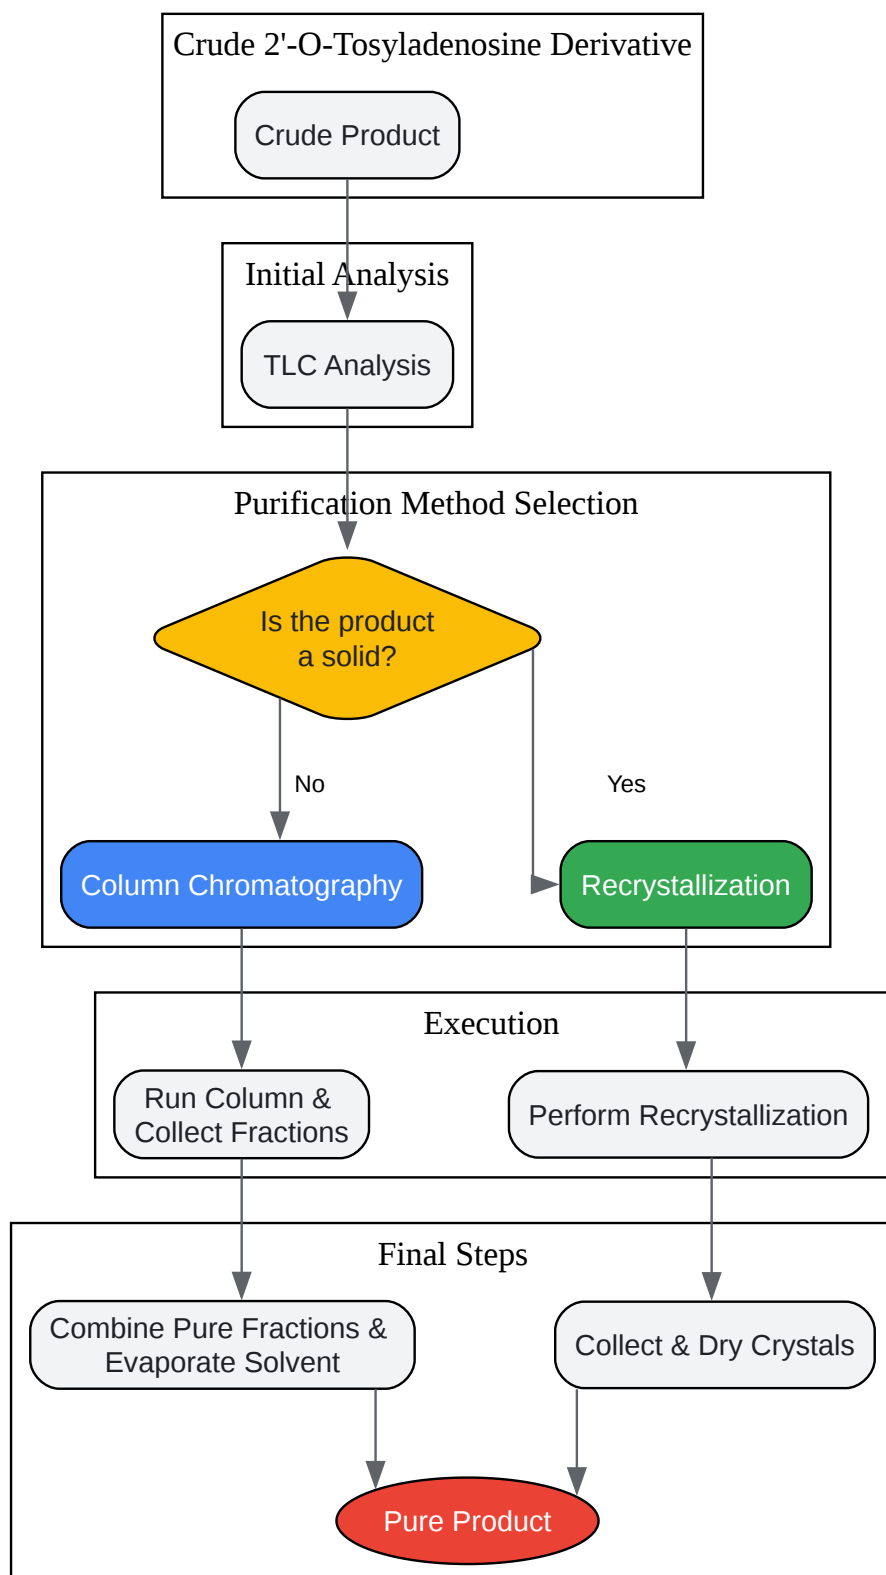 Crude 2'-O-Tosyladenosine Derivative
Crude Product
Initial Analysis
TLC Analysis
Purification Method Selection
Is the product
a solid?
No
Yes
Column Chromatography
Recrystallization
Execution
Run Column &
Collect Fractions
Perform Recrystallization
Final Steps
Combine Pure Fractions &
Evaporate Solvent
Collect & Dry Crystals
Pure Product